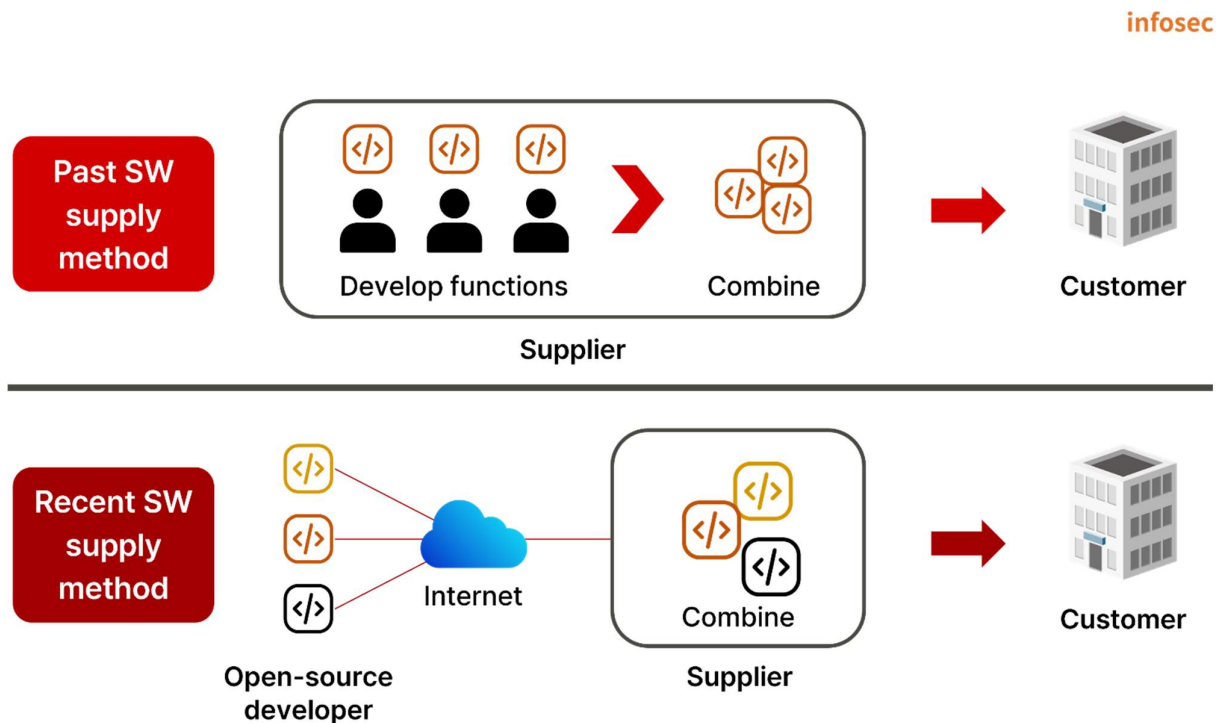 infosec
Past SW
supply
method
</>
</>
</>
</>
</>
</>
Develop functions
Combine
Supplier
Customer
Recent SW
supply
method
</>
</>
</>
Internet
</>
</>
</>
Combine
Open-source
developer
Supplier
Customer